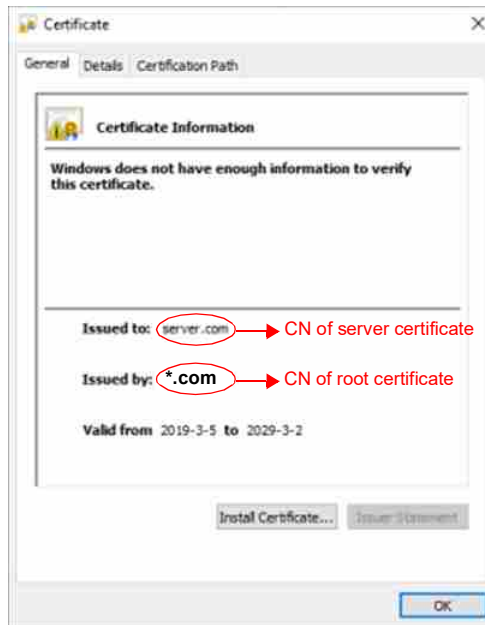 Certificate
General Details Certification Path
Certificate Information
Windows does not have enough information to verify
this certificate.
Issued to: server.com CN of server certificate
Issued by: *.com CN of root certificate
Valid from 2019-3-5 to 2029-3-2
Install Certificate... Issuer Statement
OK